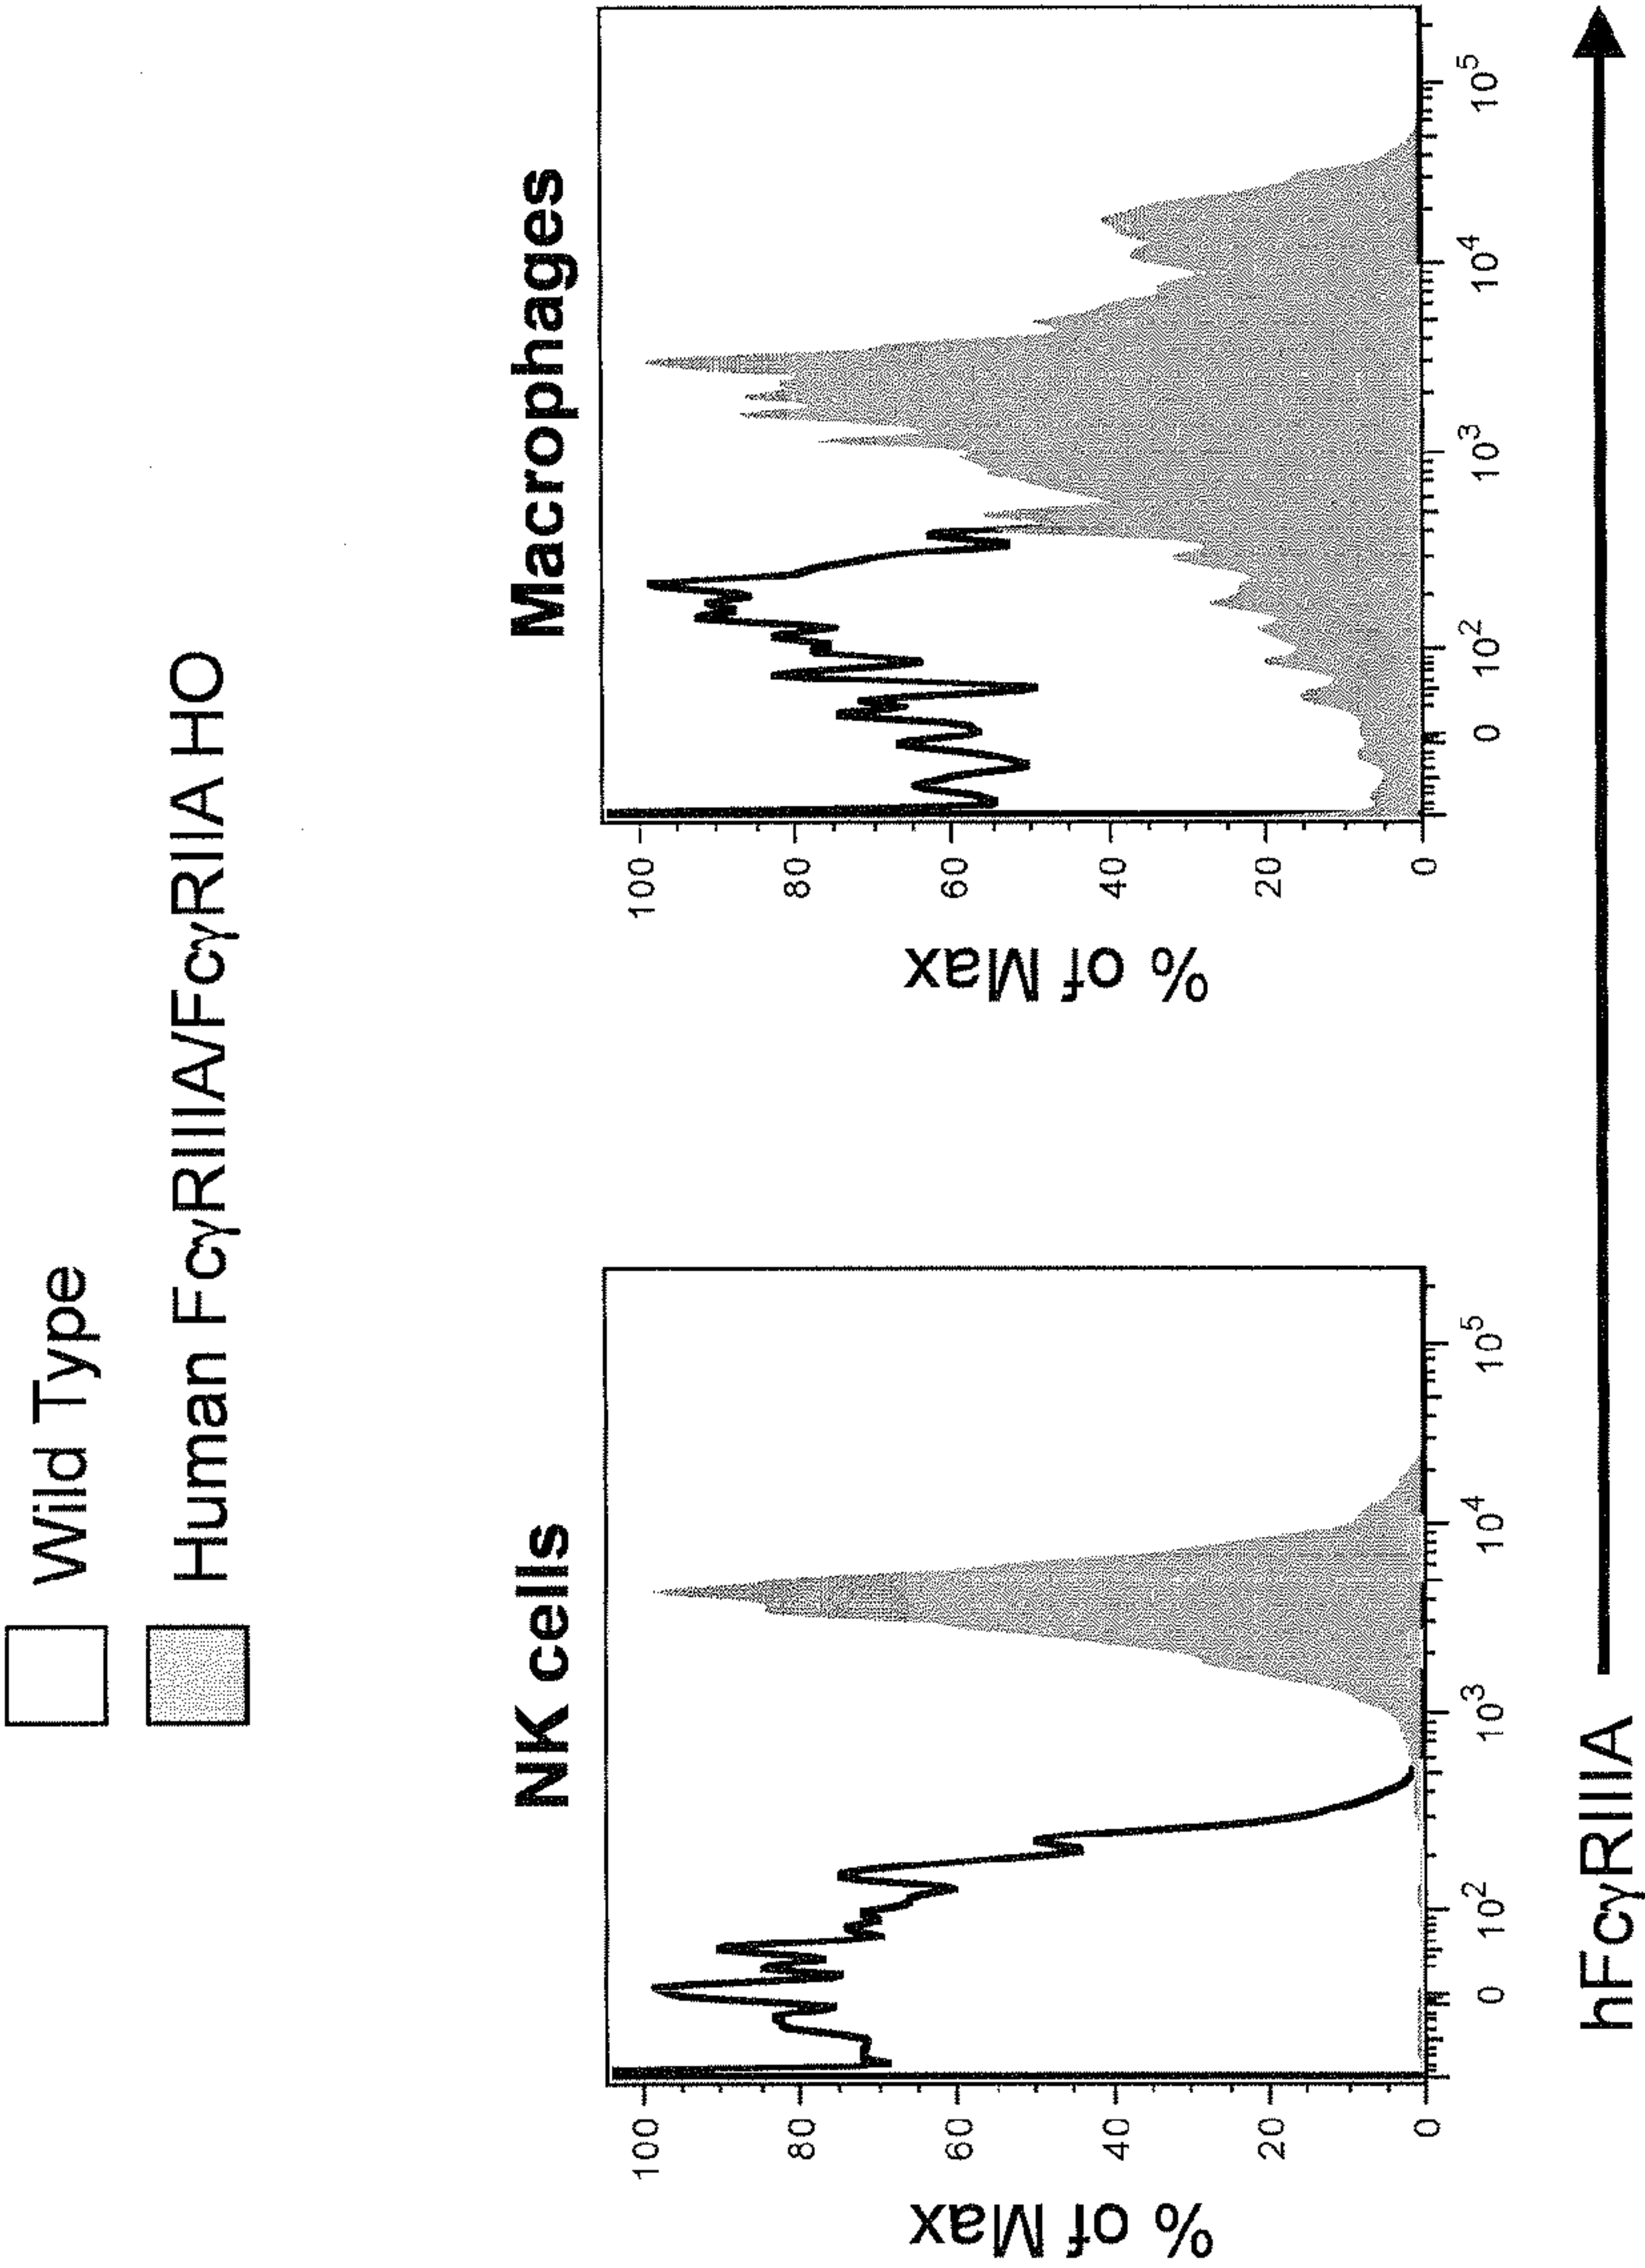 Wild Type
Human FcγRIIIA/FcγRIIA HO
NK cells
% of Max
100
80
60
40
20
0
0 10² 10³ 10⁴ 10⁵
Macrophages
% of Max
100
80
60
40
20
0
0 10² 10³ 10⁴ 10⁵
hFcγRIIIA